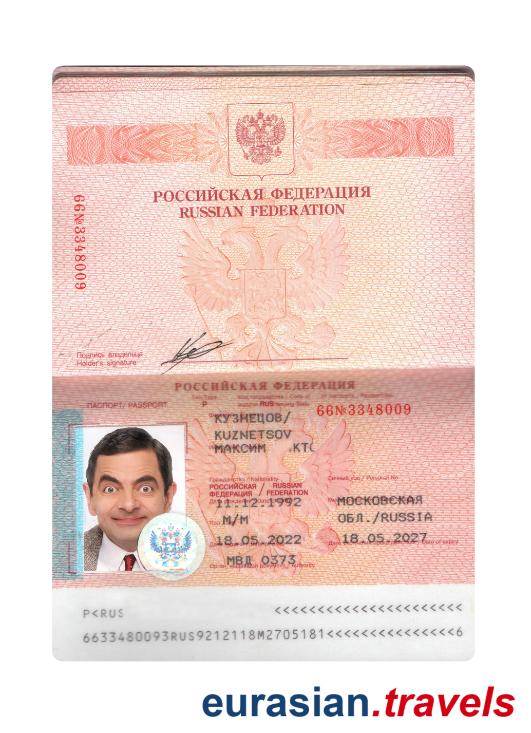 РОССИЙСКАЯ ФЕДЕРАЦИЯ
RUSSIAN FEDERATION
66№3348009
Подпись владельца
Holder's signature
РОССИЙСКАЯ ФЕДЕРАЦИЯ
ПАСПОРТ/ PASSPORT
P
RUS
66№3348009
КУЗНЕЦОВ/
KUZNETSOV
МАКСИМ
Гражданство / Nationality
РОССИЙСКАЯ / RUSSIAN
ФЕДЕРАЦИЯ / FEDERATION
11.12.1992
МОСКОВСКАЯ
М/M
ОБЛ./RUSSIA
18.05.2022
18.05.2027
МВД 0373
P<RUS <<<<<<<<<<<<<<<<<<<<<<<
6633480093RUS9212118M2705181<<<<<<<<<<<<<<<6
eurasian.travels